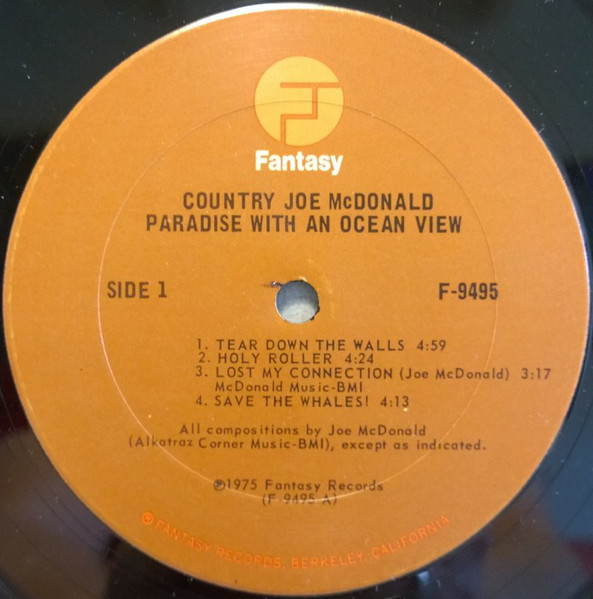 Fantasy
COUNTRY JOE McDONALD
PARADISE WITH AN OCEAN VIEW
SIDE 1
F-9495
1. TEAR DOWN THE WALLS 4:59
2. HOLY ROLLER 4:24
3. LOST MY CONNECTION (Joe McDonald) 3:17
McDonald Music-BMI
4. SAVE THE WHALES! 4:13
All compositions by Joe McDonald
(Alkatraz Corner Music-BMI), except as indicated.
℗1975 Fantasy Records
(F-9495-A)
℗FANTASY RECORDS, BERKELEY, CALIFORNIA